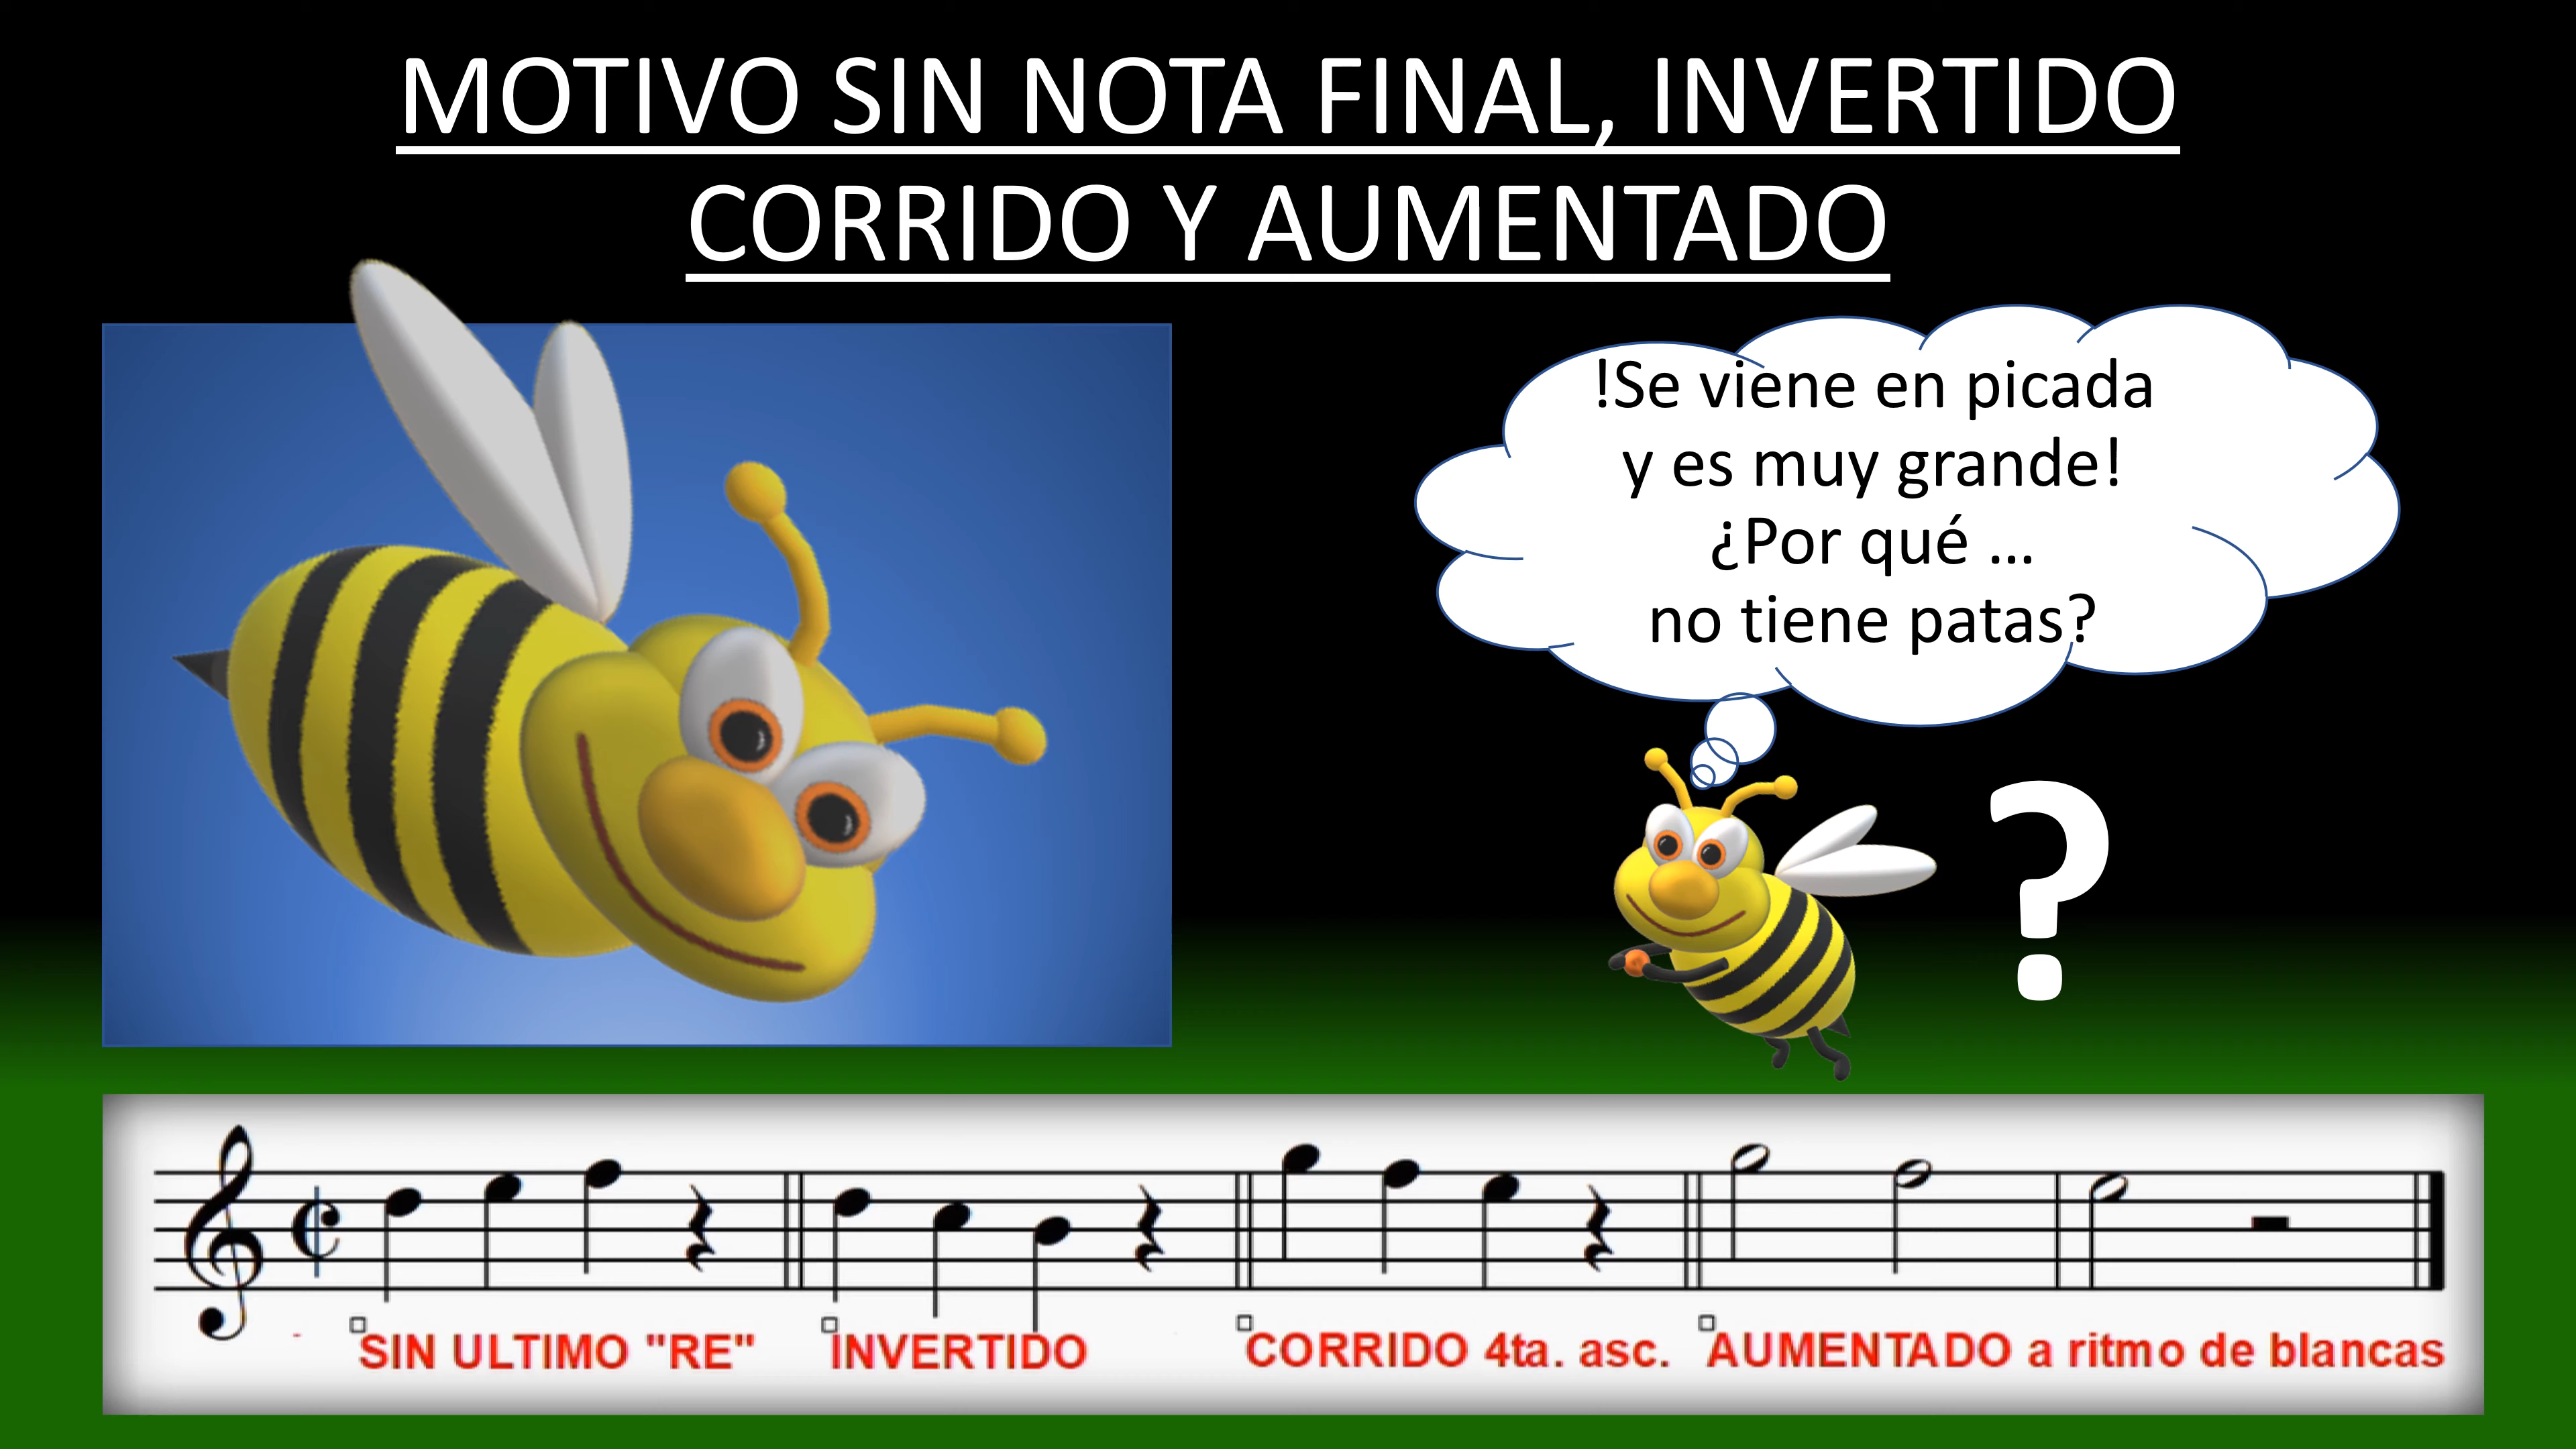 MOTIVO SIN NOTA FINAL, INVERTIDO
CORRIDO Y AUMENTADO
!Se viene en picada
y es muy grande!
¿Por qué ...
no tiene patas?
?
SIN ULTIMO "RE" INVERTIDO CORRIDO 4ta. asc. AUMENTADO a ritmo de blancas